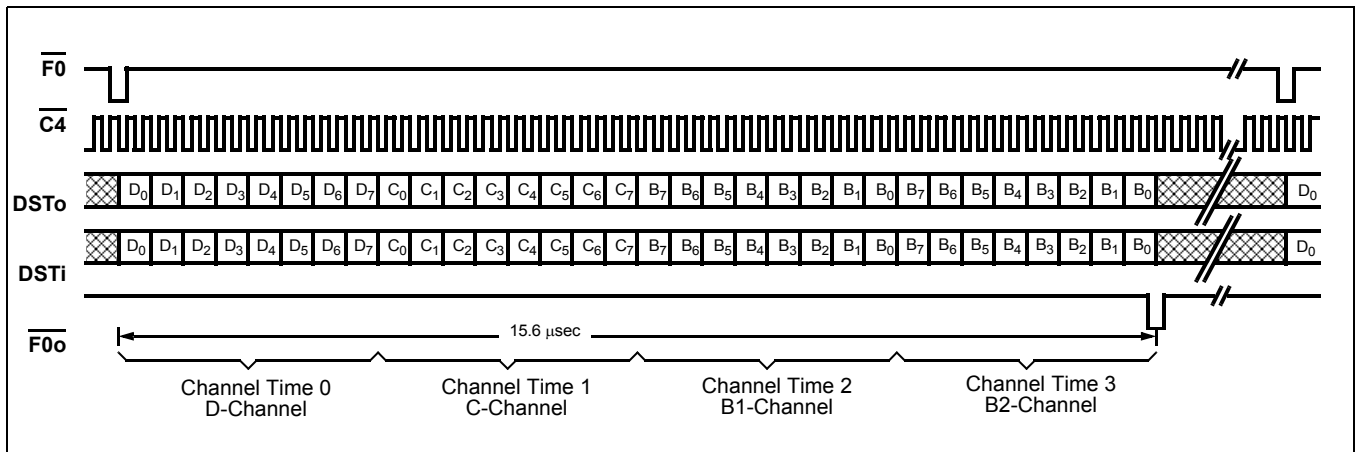 F0
C4
DSTo
D0 D1 D2 D3 D4 D5 D6 D7 C0 C1 C2 C3 C4 C5 C6 C7 B7 B6 B5 B4 B3 B2 B1 B0 B7 B6 B5 B4 B3 B2 B1 B0 D0
D0 D1 D2 D3 D4 D5 D6 D7 C0 C1 C2 C3 C4 C5 C6 C7 B7 B6 B5 B4 B3 B2 B1 B0 B7 B6 B5 B4 B3 B2 B1 B0 D0
DSTi
15.6 μsec
F0o
Channel Time 0
D-Channel
Channel Time 1
C-Channel
Channel Time 2
B1-Channel
Channel Time 3
B2-Channel